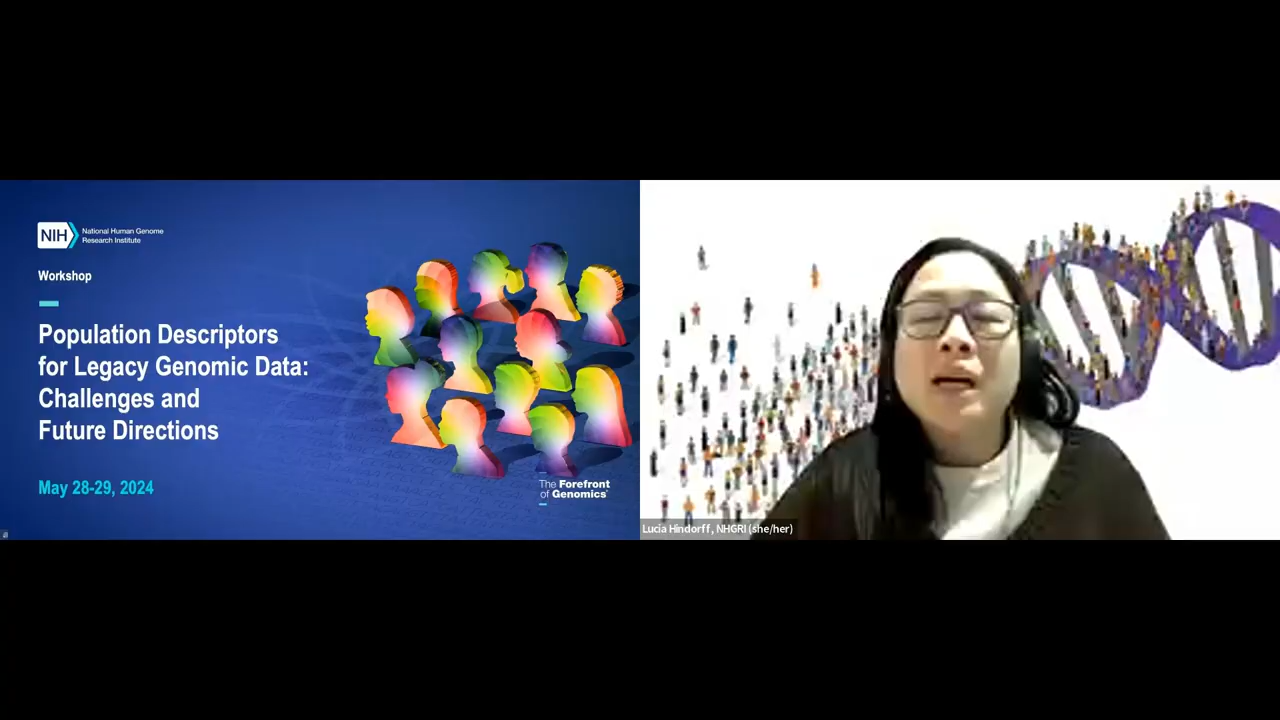 NIH National Human Genome
Research Institute
Workshop
Population Descriptors
for Legacy Genomic Data:
Challenges and
Future Directions
May 28-29, 2024
The Forefront
of Genomics®
Lucia Hindorff, NHGRI (she/her)